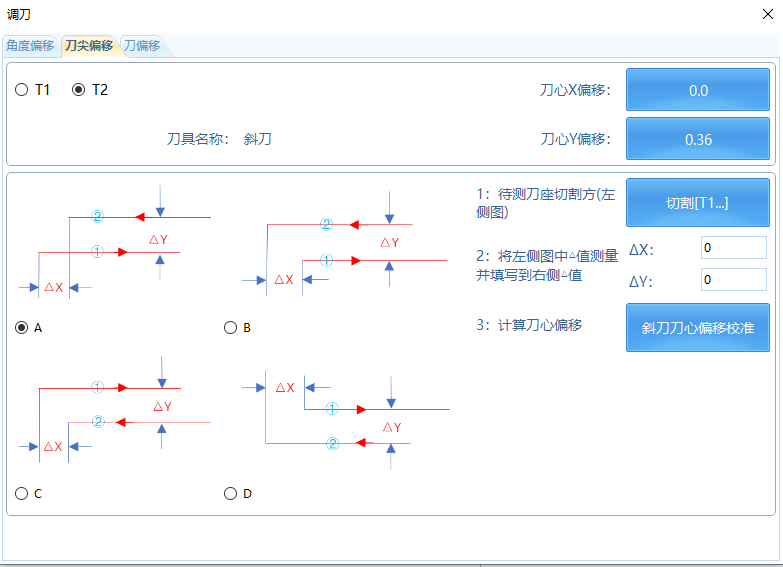 调刀
角度偏移 刀尖偏移 刀偏移
T1 T2 刀心X偏移： 0.0
刀具名称： 斜刀 刀心Y偏移： 0.36
② △Y ① △X
A
② △Y ① △X
B
1：待测刀座切割方(左
侧图)
切割[T1...]
2：将左侧图中△值测量
并填写到右侧△值
ΔX： 0
ΔY： 0
3：计算刀心偏移
斜刀刀心偏移校准
① △Y ② △X
C
△X ① △Y ②
D